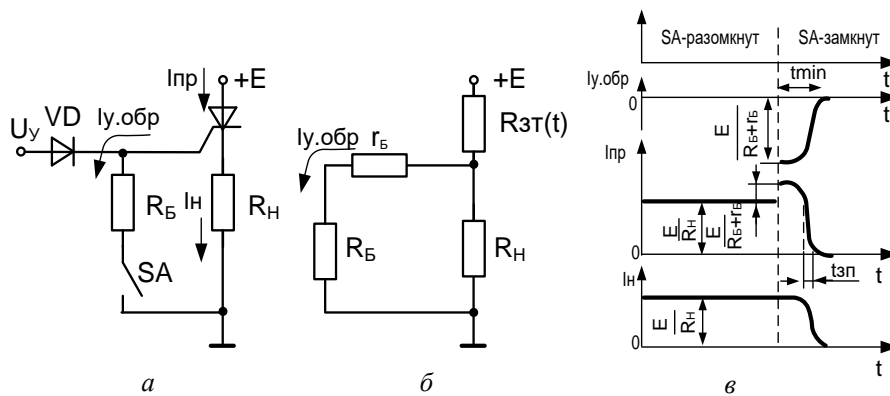 Iпр
+E
VD
Iу.обр
Uу
RБ
Iн
RН
SA
а
+E
Rзт(t)
Iу.обр
rБ
RБ
RН
б
SA-разомкнут
SA-замкнут
t
tmin
Iу.обр
0
t
E
RБ+rБ
Iпр
E
RН
E
RБ+rБ
0
t
tзп
Iн
E
RН
0
t
в